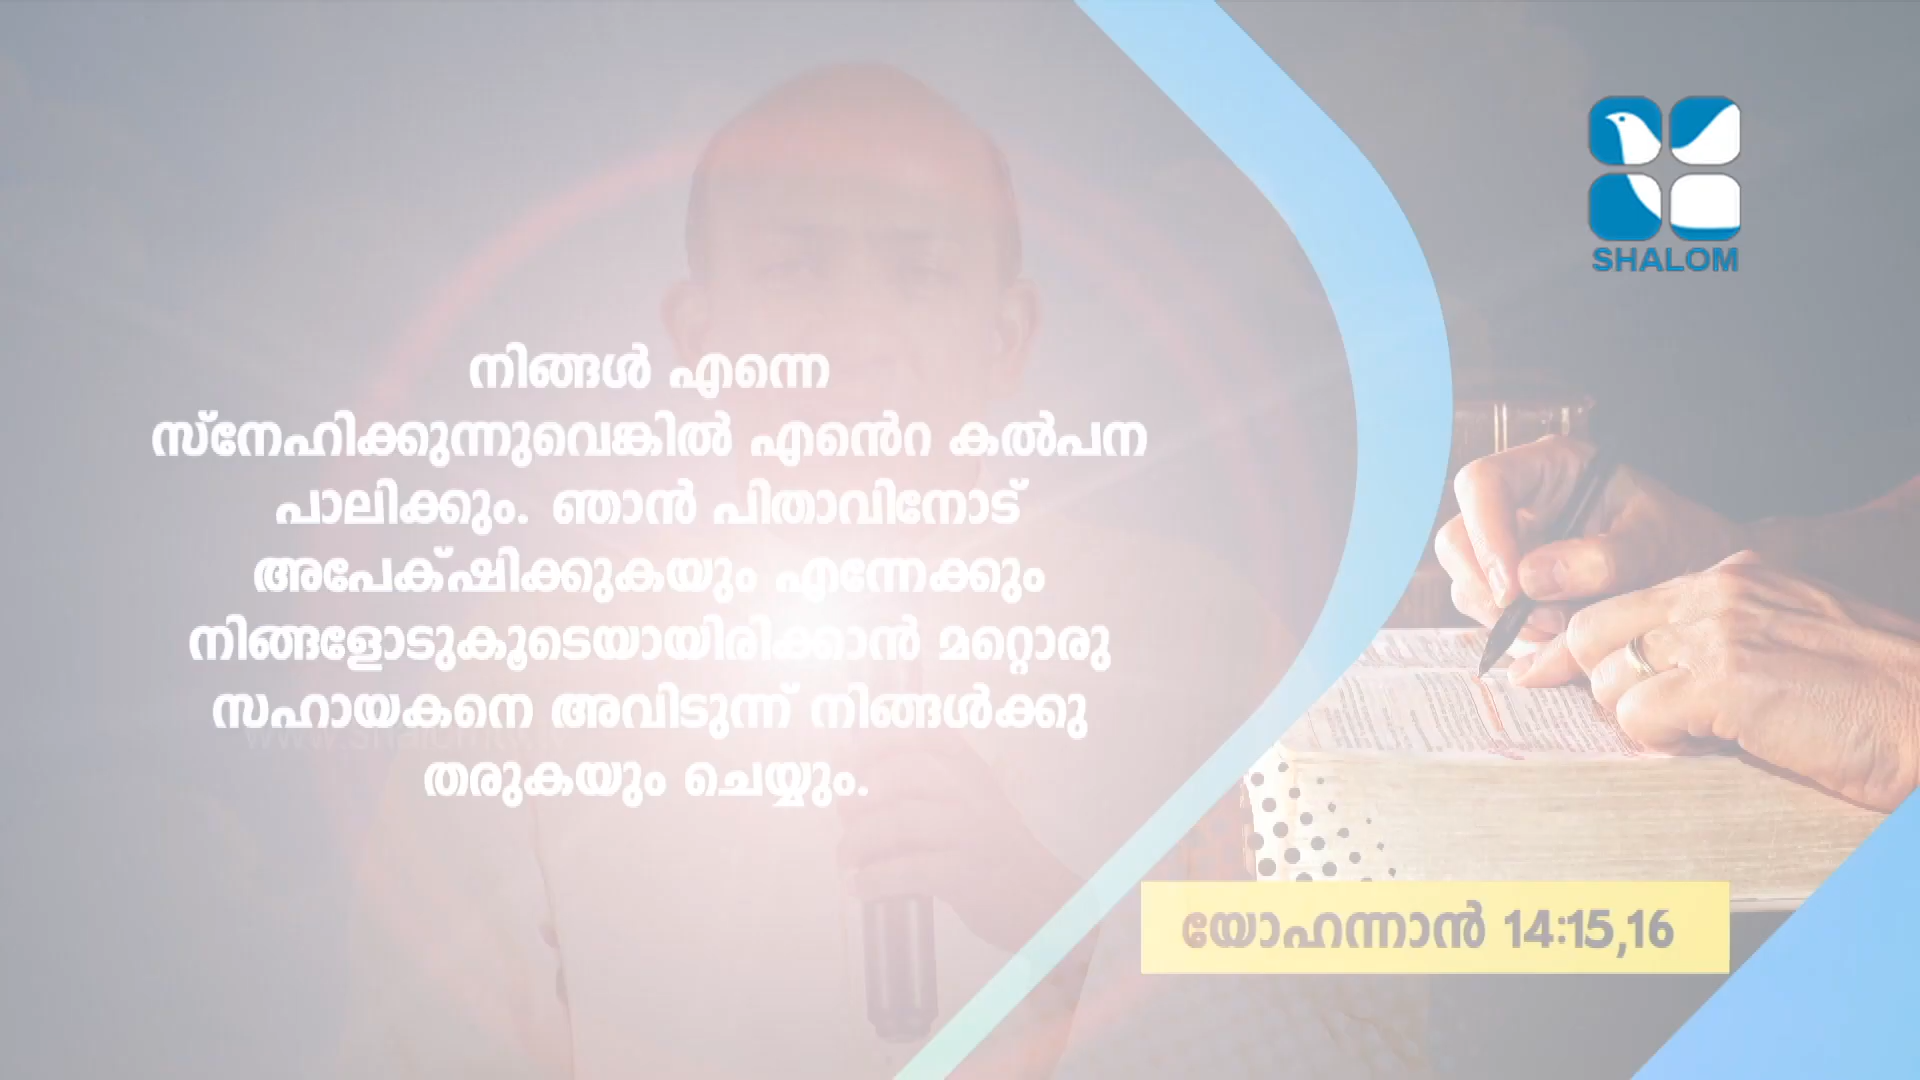 SHALOM
നിങ്ങൾ എന്നെ
സ്നേഹിക്കുന്നുവെങ്കിൽ എൻെറ കൽപന
പാലിക്കും. ഞാൻ പിതാവിനോട്
അപേക്ഷിക്കുകയും എന്നേക്കും
നിങ്ങളോടുകൂടെയായിരിക്കാൻ മറ്റൊരു
സഹായകനെ അവിടുന്ന് നിങ്ങൾക്കു
തരുകയും ചെയ്യും.
യോഹന്നാൻ 14:15,16